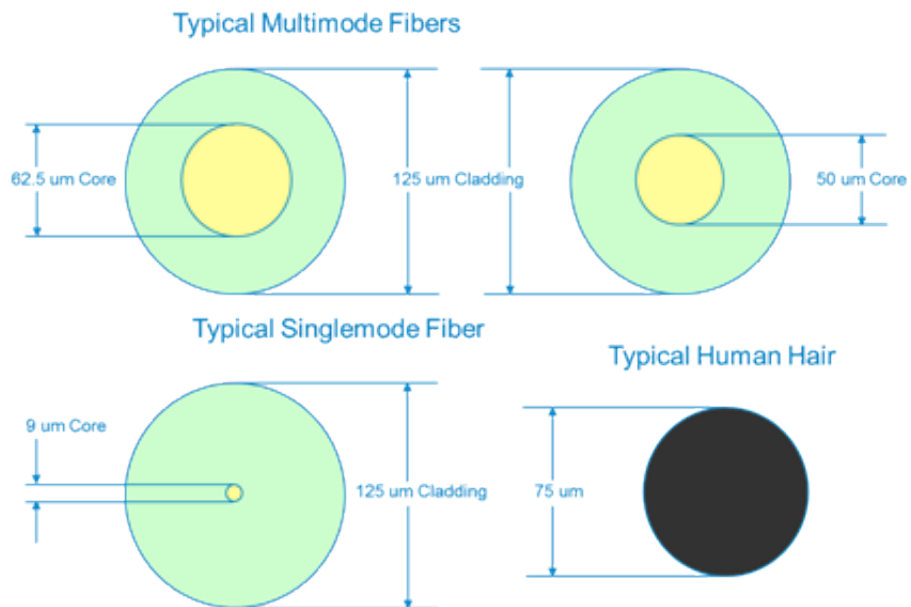 Typical Multimode Fibers
62.5 um Core
125 um Cladding
50 um Core
Typical Singlemode Fiber
Typical Human Hair
9 um Core
125 um Cladding
75 um